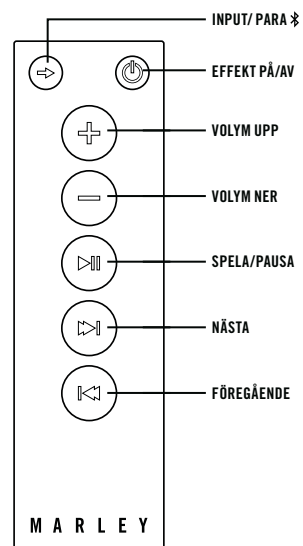 INPUT/ PARA
EFFEKT PÅ/AV
VOLYM UPP
VOLYM NER
SPELA/PAUSA
NÄSTA
FÖREGÅENDE
MARLEY